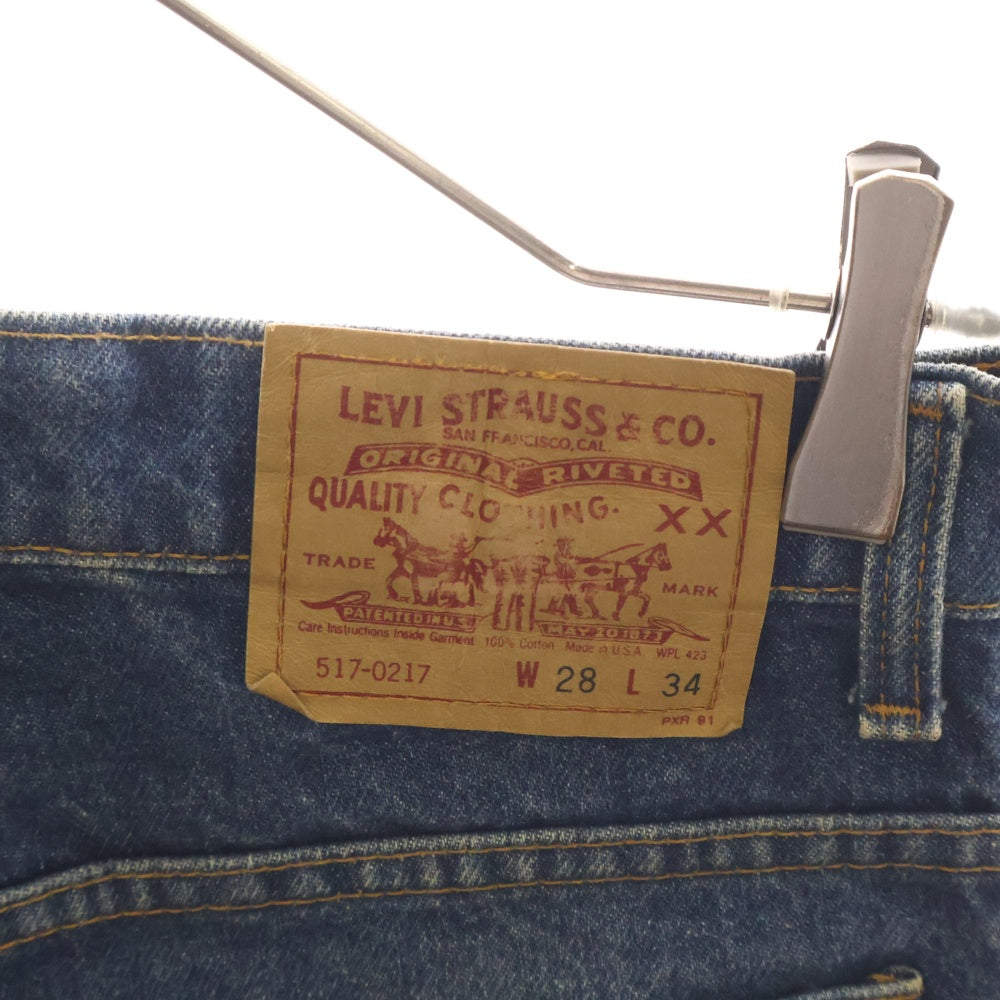 LEVI STRAUSS & CO.
SAN FRANCISCO, CAL.
ORIGINAL RIVETED
QUALITY CLOTHING.
XX
TRADE MARK
PATENTED IN U.S. MAY 20 1873
Care Instructions Inside Garment 100% Cotton Made in U.S.A. WPL 423
517-0217 W 28 L 34
PXR 91